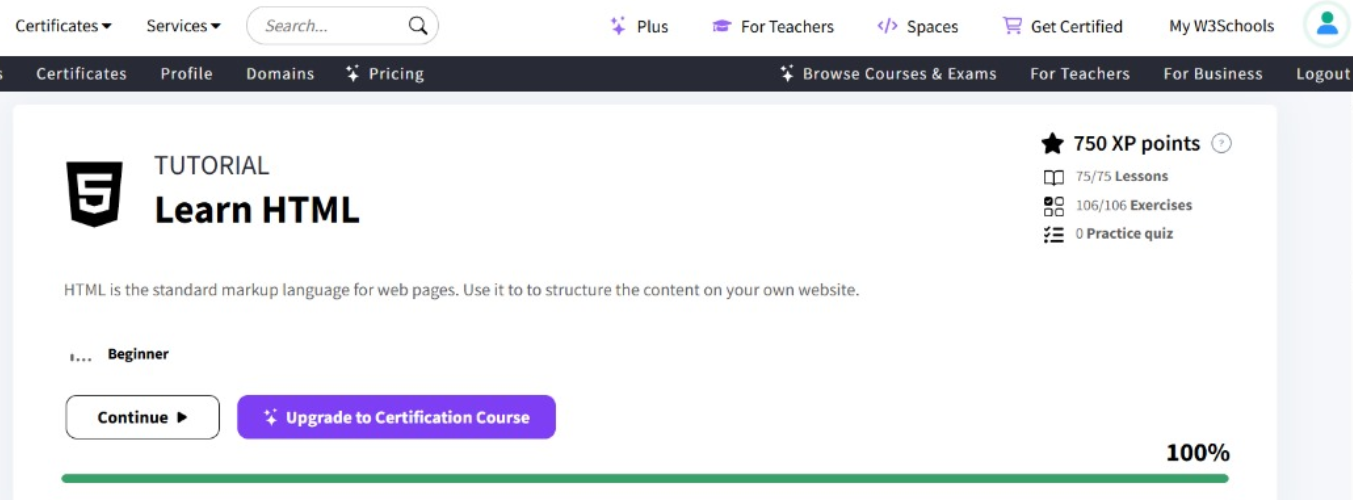 Certificates Services Search... Plus For Teachers </> Spaces Get Certified My W3Schools
s Certificates Profile Domains Pricing Browse Courses & Exams For Teachers For Business Logout
5 TUTORIAL
Learn HTML
750 XP points ?
75/75 Lessons
106/106 Exercises
0 Practice quiz
HTML is the standard markup language for web pages. Use it to to structure the content on your own website.
Beginner
Continue Upgrade to Certification Course
100%